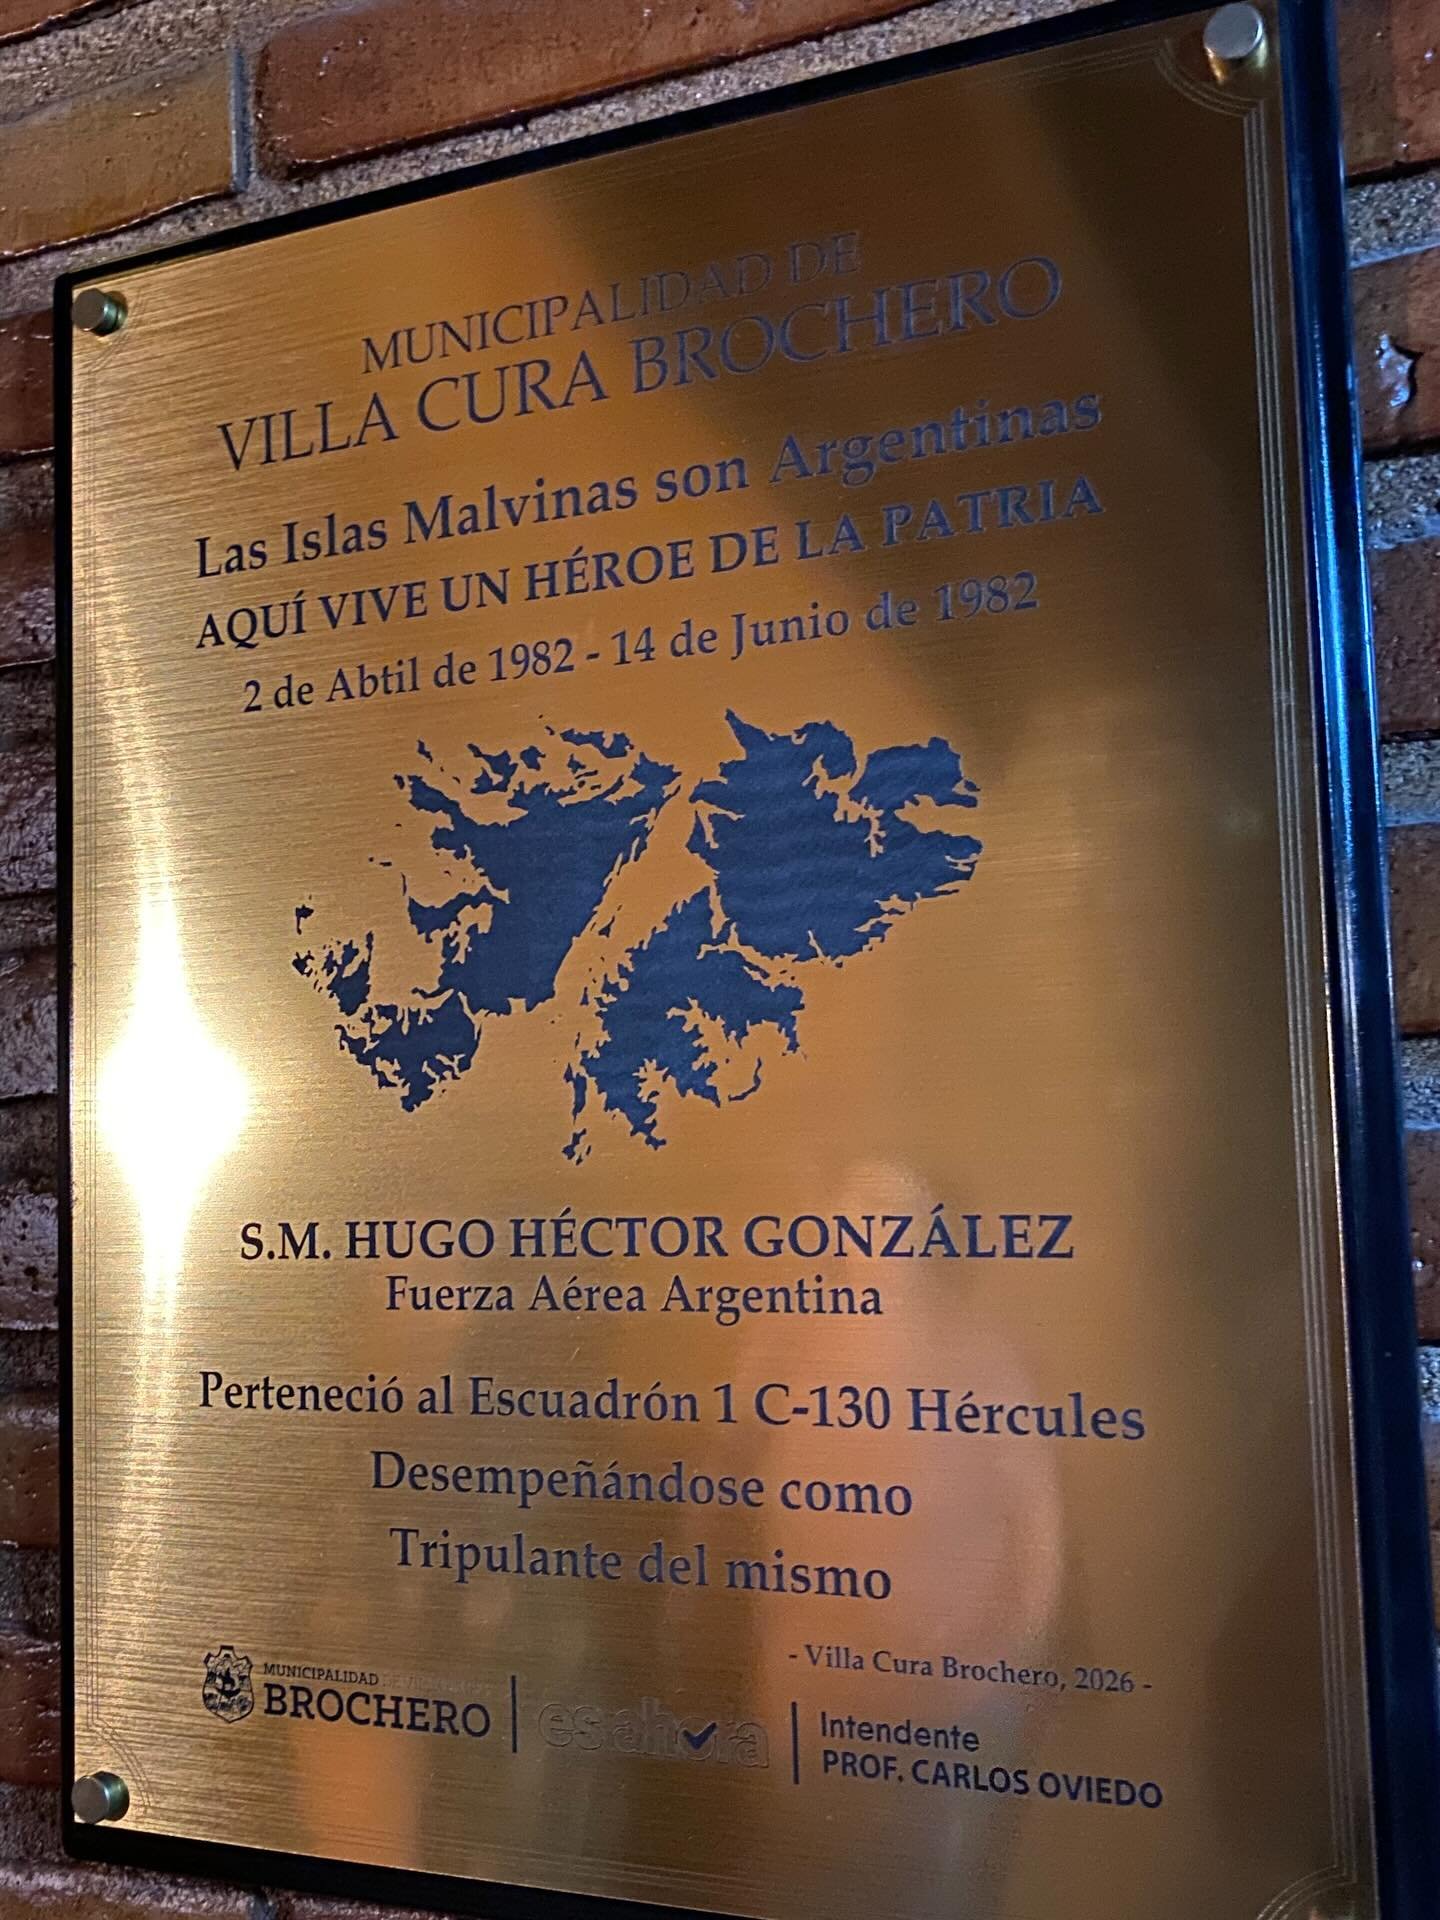 MUNICIPALIDAD DE
VILLA CURA BROCHERO
Las Islas Malvinas son Argentinas
AQUÍ VIVE UN HÉROE DE LA PATRIA
2 de Abtil de 1982 - 14 de Junio de 1982
S.M. HUGO HÉCTOR GONZÁLEZ
Fuerza Aérea Argentina
Perteneció al Escuadrón 1 C-130 Hércules
Desempeñándose como
Tripulante del mismo
- Villa Cura Brochero, 2026 -
MUNICIPALIDAD
BROCHERO
esahora
Intendente
PROF. CARLOS OVIEDO